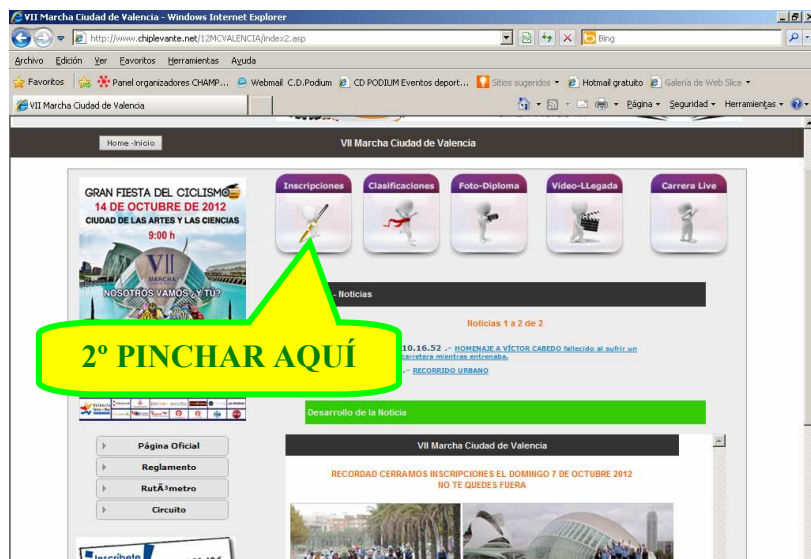 VII Marcha Ciudad de Valencia - Windows Internet Explorer
http://www.chiplevante.net/12MCVALENCIA/index2.asp
Bing
Archivo Edición Ver Favoritos Herramientas Ayuda
Favoritos Panel organizadores CHAMP... Webmail C.D.Podium CD PODIUM Eventos deport... Sitios sugeridos Hotmail gratuito Galería de Web Slice
VII Marcha Ciudad de Valencia
Página Seguridad Herramientas
Home -Inicio
VII Marcha Ciudad de Valencia
GRAN FIESTA DEL CICLISMO
14 DE OCTUBRE DE 2012
CIUDAD DE LAS ARTES Y LAS CIENCIAS
9:00 h
VII
MARCHA
NOSOTROS VAMOS ¿Y TÚ?
Inscripciones Clasificaciones Foto-Diploma Vídeo-LLegada Carrera Live
- Noticias
Noticias 1 a 2 de 2
10.16.52 .- HOMENAJE A VÍCTOR CABEDO fallecido al sufrir un
carretera mientras entrenaba.
.- RECORRIDO URBANO
2º PINCHAR AQUÍ
Desarrollo de la Noticia
Página Oficial
Reglamento
RutÃ³metro
Circuito
VII Marcha Ciudad de Valencia
RECORDAD CERRAMOS INSCRIPCIONES EL DOMINGO 7 DE OCTUBRE 2012
NO TE QUEDES FUERA
Inscríbete